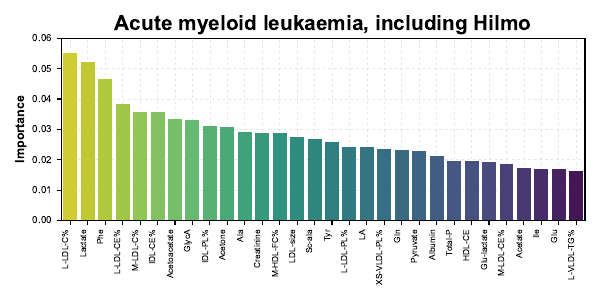 Acute myeloid leukaemia, including Hilmo
Importance
0.06
0.05
0.04
0.03
0.02
0.01
0.00
L-LDL-C%
Lactate
Phe
L-LDL-CE%
M-LDL-C%
IDL-CE%
Acetoacetate
GlycA
IDL-PL%
Acetone
Ala
Creatinine
M-HDL-FC%
LDL-size
Sc-ala
Tyr
L-LDL-PL%
LA
XS-VLDL-PL%
Gln
Pyruvate
Albumin
Total-P
HDL-CE
Glu-lactate
M-LDL-CE%
Acetate
Ile
Glu
L-VLDL-TG%